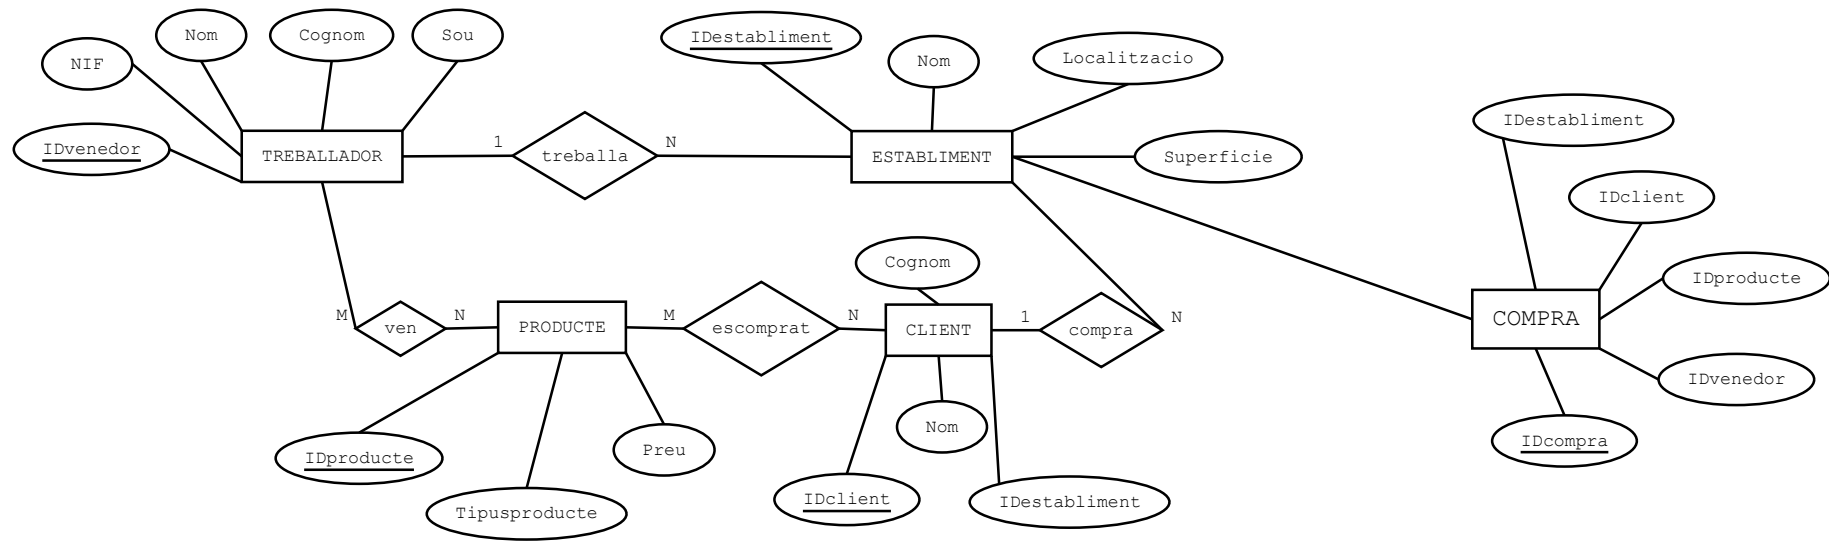 Nom
Cognom
Sou
NIF
IDvenedor
TREBALLADOR
1
treballa
N
IDestabliment
Nom
Localitzacio
ESTABLIMENT
Superficie
IDestabliment
IDclient
IDproducte
COMPRA
IDvenedor
IDcompra
M
ven
N
PRODUCTE
M
escomprat
N
Cognom
CLIENT
1
compra
N
IDproducte
Tipusproducte
Preu
Nom
IDclient
IDestabliment